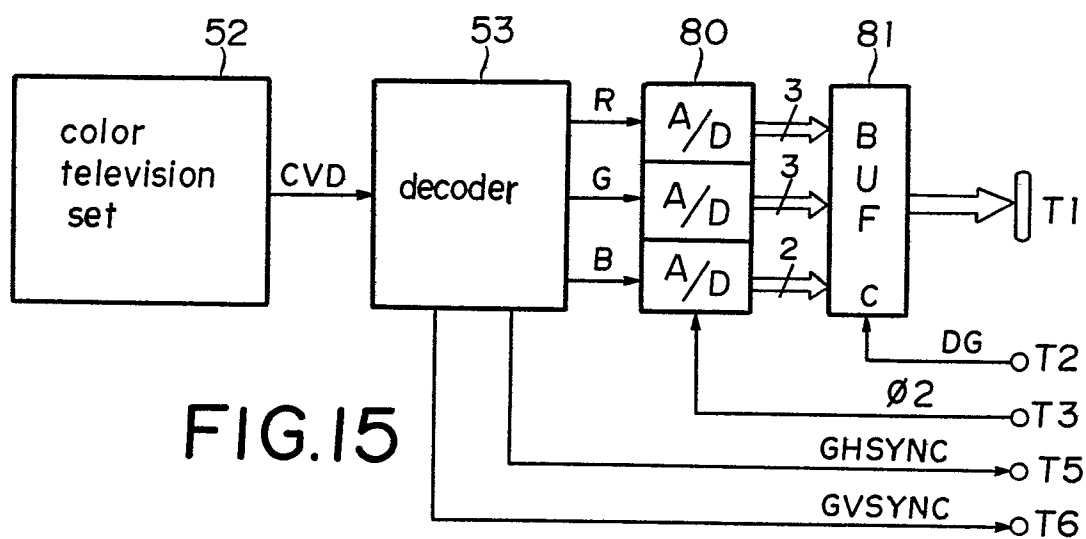 52
53
80
81
color
television
set
CVD
decoder
R
G
B
A/D
A/D
A/D
3
3
2
B
U
F
C
T1
DG
T2
Ø2
T3
GHSYNC
T5
GVSYNC
T6
FIG.15